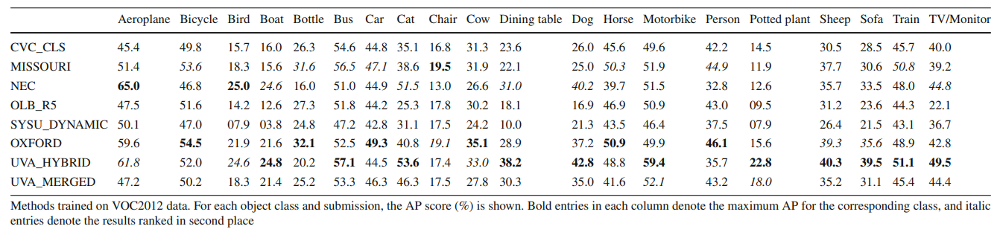 Aeroplane Bicycle Bird Boat Bottle Bus Car Cat Chair Cow Dining table Dog Horse Motorbike Person Potted plant Sheep Sofa Train TV/Monitor
CVC_CLS 45.4 49.8 15.7 16.0 26.3 54.6 44.8 35.1 16.8 31.3 23.6 26.0 45.6 49.6 42.2 14.5 30.5 28.5 45.7 40.0
MISSOURI 51.4 53.6 18.3 15.6 31.6 56.5 47.1 38.6 19.5 31.9 22.1 25.0 50.3 51.9 44.9 11.9 37.7 30.6 50.8 39.2
NEC 65.0 46.8 25.0 24.6 16.0 51.0 44.9 51.5 13.0 26.6 31.0 40.2 39.7 51.5 32.8 12.6 35.7 33.5 48.0 44.8
OLB_R5 47.5 51.6 14.2 12.6 27.3 51.8 44.2 25.3 17.8 30.2 18.1 16.9 46.9 50.9 43.0 09.5 31.2 23.6 44.3 22.1
SYSU_DYNAMIC 50.1 47.0 07.9 03.8 24.8 47.2 42.8 31.1 17.5 24.2 10.0 21.3 43.5 46.4 37.5 07.9 26.4 21.5 43.1 36.7
OXFORD 59.6 54.5 21.9 21.6 32.1 52.5 49.3 40.8 19.1 35.1 28.9 37.2 50.9 49.9 46.1 15.6 39.3 35.6 48.9 42.8
UVA_HYBRID 61.8 52.0 24.6 24.8 20.2 57.1 44.5 53.6 17.4 33.0 38.2 42.8 48.8 59.4 35.7 22.8 40.3 39.5 51.1 49.5
UVA_MERGED 47.2 50.2 18.3 21.4 25.2 53.3 46.3 46.3 17.5 27.8 30.3 35.0 41.6 52.1 43.2 18.0 35.2 31.1 45.4 44.4
Methods trained on VOC2012 data. For each object class and submission, the AP score (%) is shown. Bold entries in each column denote the maximum AP for the corresponding class, and italic
entries denote the results ranked in second place